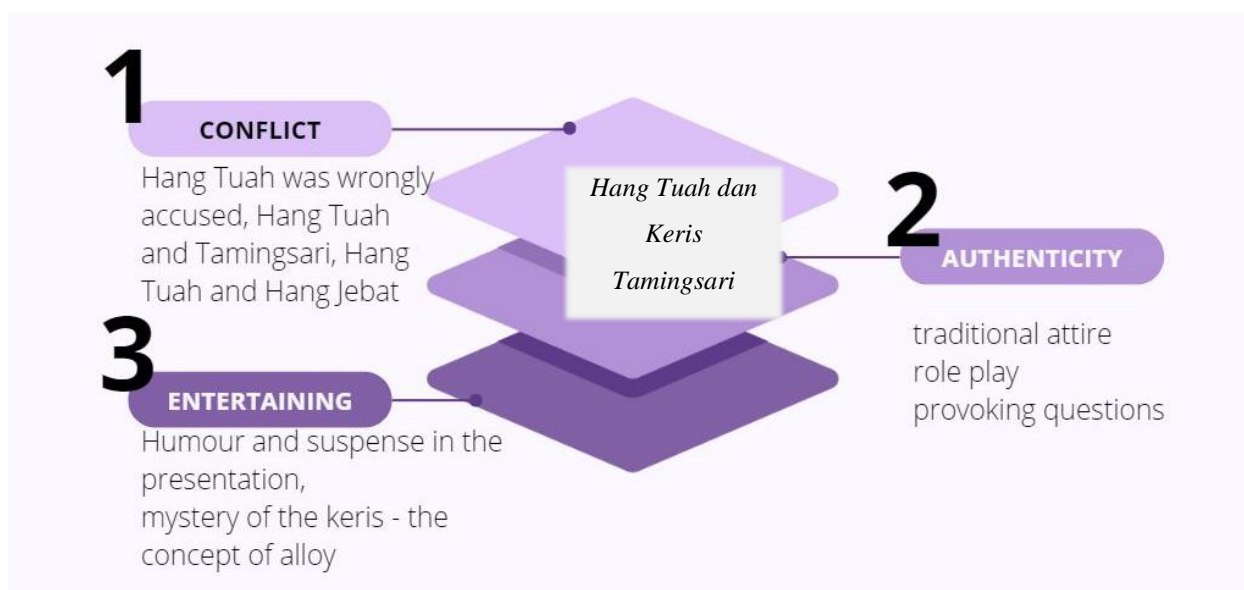 1
CONFLICT
Hang Tuah was wrongly
accused, Hang Tuah
and Tamingsari, Hang
Tuah and Hang Jebat
Hang Tuah dan
Keris
Tamingsari
2
AUTHENTICITY
traditional attire
role play
provoking questions
3
ENTERTAINING
Humour and suspense in the
presentation,
mystery of the keris - the
concept of alloy